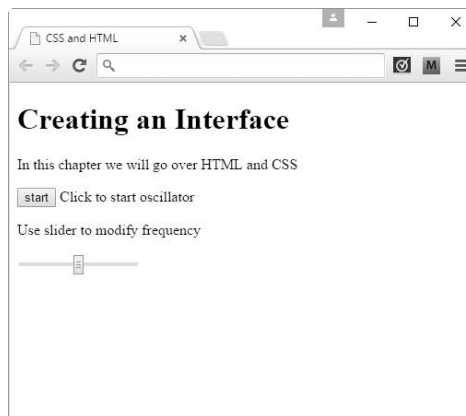 CSS and HTML
M
Creating an Interface
In this chapter we will go over HTML and CSS
start Click to start oscillator
Use slider to modify frequency